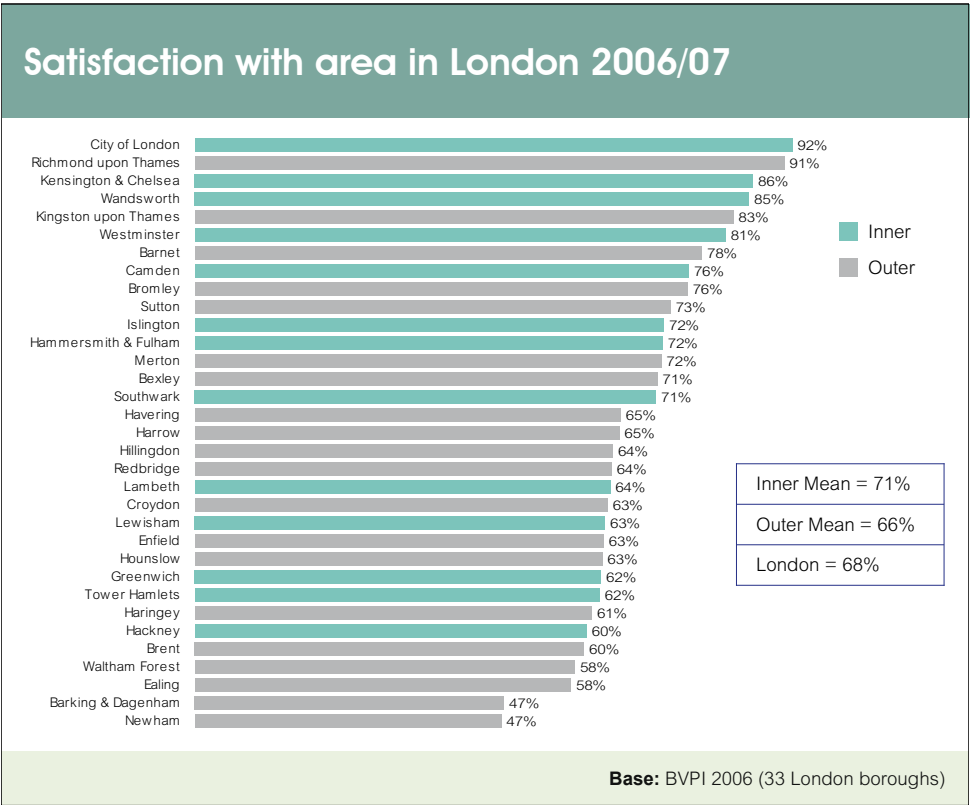 Satisfaction with area in London 2006/07
City of London 92%
Richmond upon Thames 91%
Kensington & Chelsea 86%
Wandsworth 85%
Kingston upon Thames 83%
Westminster 81%
Barnet 78%
Camden 76%
Bromley 76%
Sutton 73%
Islington 72%
Hammersmith & Fulham 72%
Merton 72%
Bexley 71%
Southwark 71%
Havering 65%
Harrow 65%
Hillingdon 64%
Redbridge 64%
Lambeth 64%
Croydon 63%
Lewisham 63%
Enfield 63%
Hounslow 63%
Greenwich 62%
Tower Hamlets 62%
Haringey 61%
Hackney 60%
Brent 60%
Waltham Forest 58%
Ealing 58%
Barking & Dagenham 47%
Newham 47%
Inner
Outer
Inner Mean = 71%
Outer Mean = 66%
London = 68%
Base: BVPI 2006 (33 London boroughs)